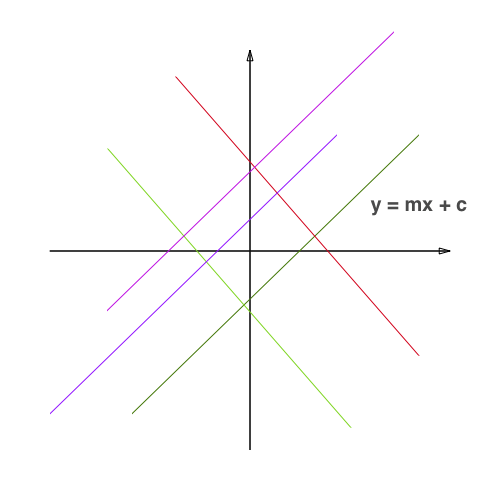 y = mx + c